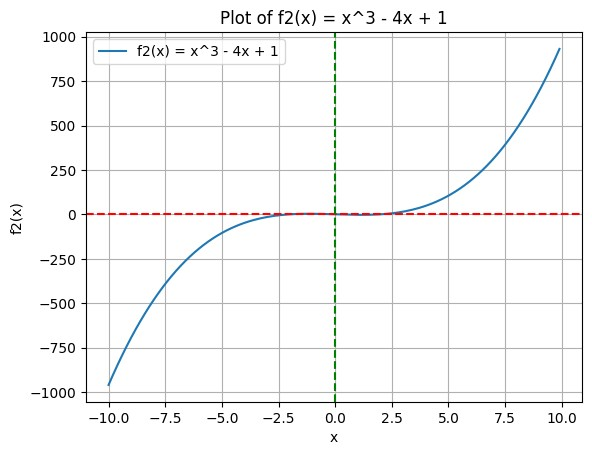 Plot of f2(x) = x^3 - 4x + 1
f2(x) = x^3 - 4x + 1
1000
750
500
250
0
−250
−500
−750
−1000
f2(x)
−10.0 −7.5 −5.0 −2.5 0.0 2.5 5.0 7.5 10.0
x